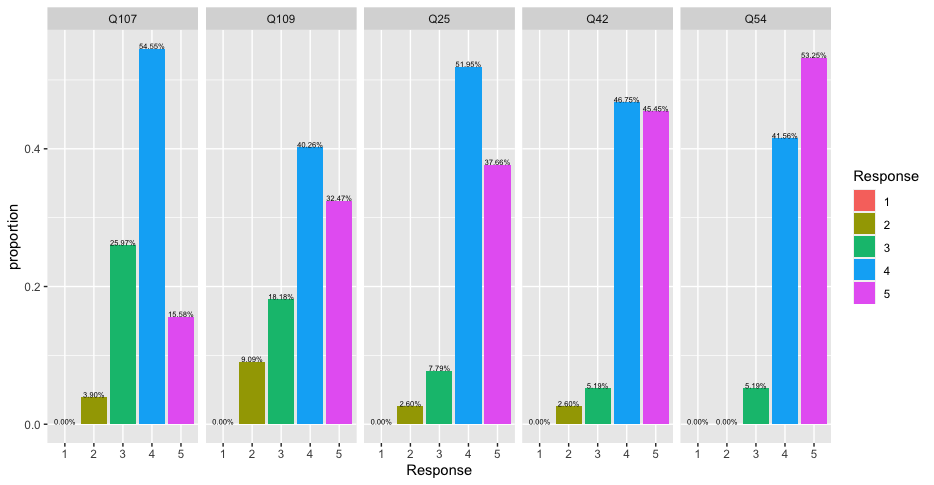 Q107 Q109 Q25 Q42 Q54
proportion
0.4
0.2
0.0
0.00% 3.90% 25.97% 54.55% 15.58%
0.00% 9.09% 18.18% 40.26% 32.47%
0.00% 2.60% 7.79% 51.95% 37.66%
0.00% 2.60% 5.19% 46.75% 45.45%
0.00% 0.00% 5.19% 41.56% 53.25%
1 2 3 4 5 1 2 3 4 5 1 2 3 4 5 1 2 3 4 5 1 2 3 4 5
Response
Response
1
2
3
4
5